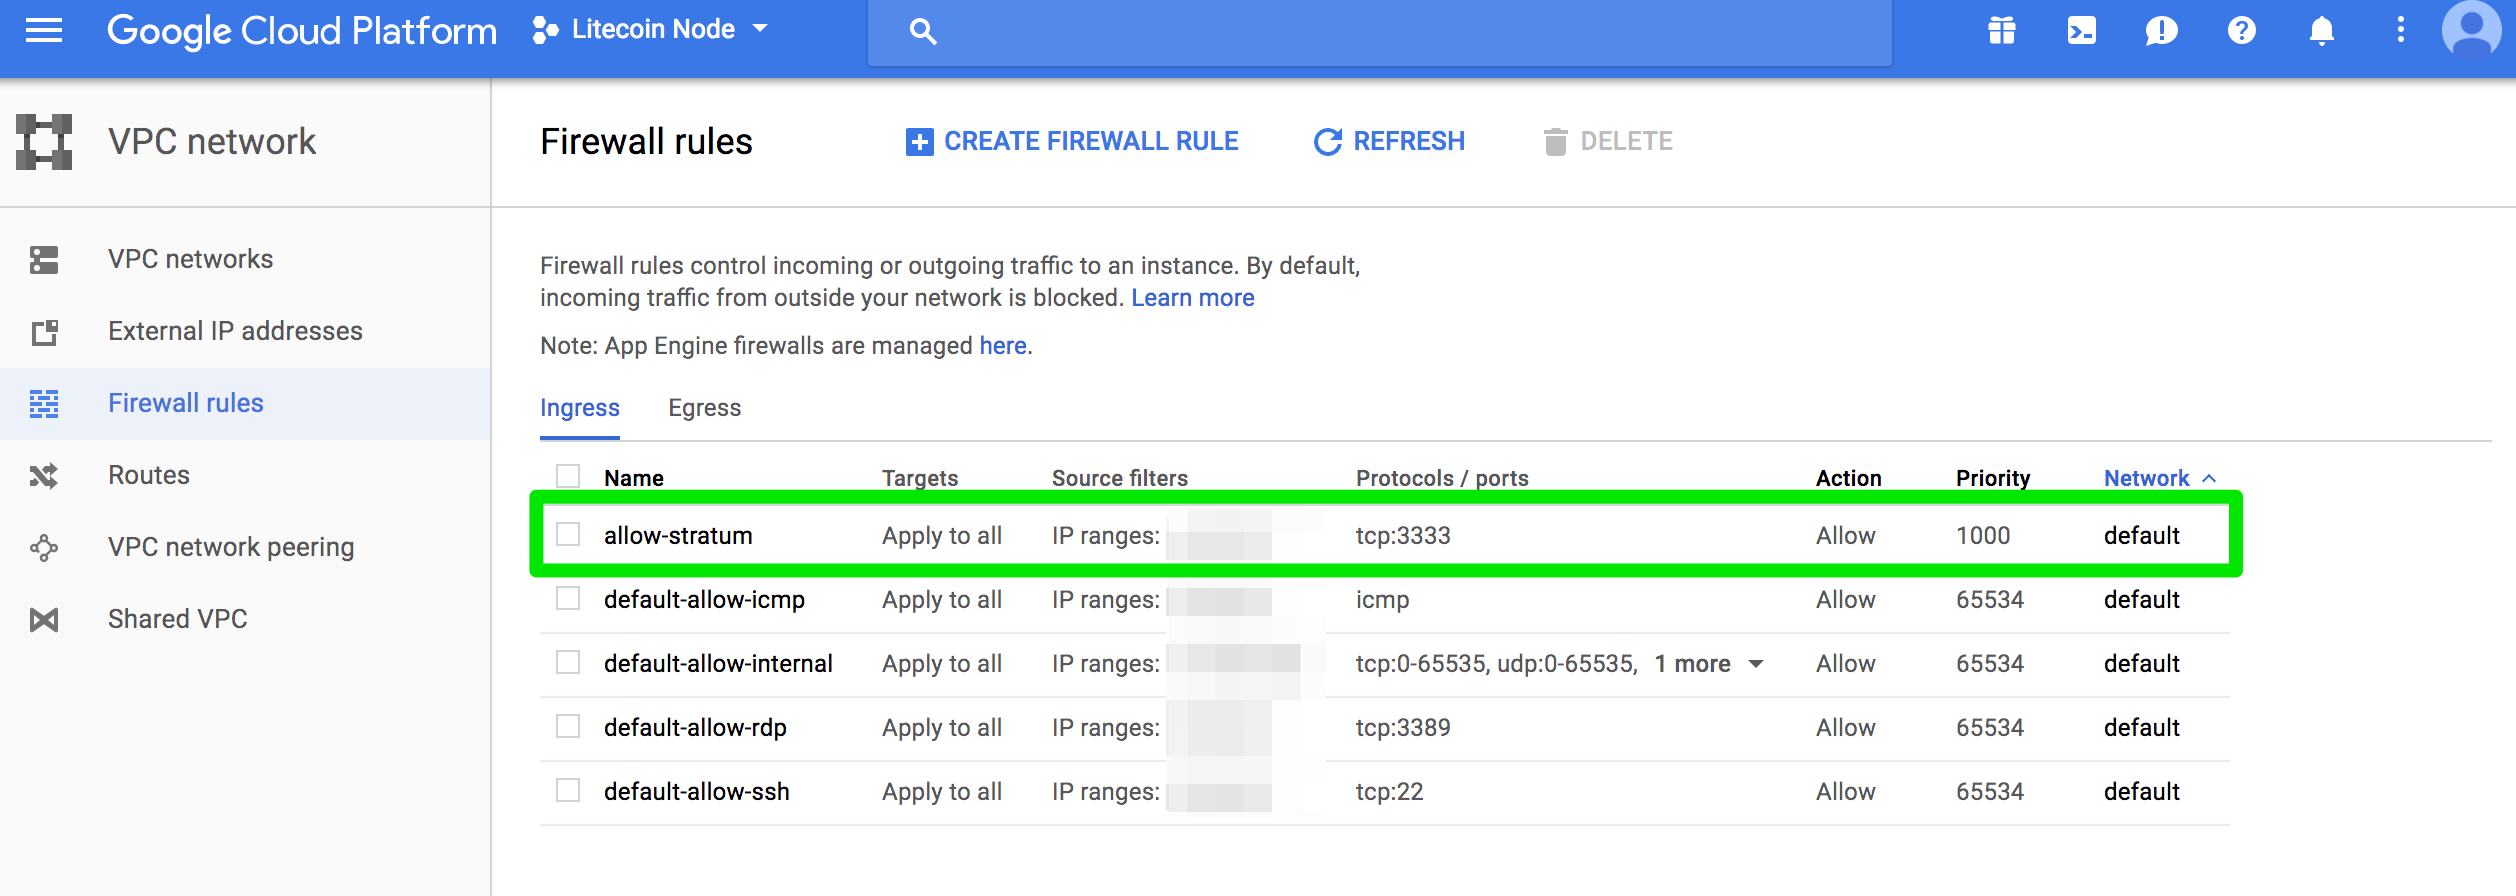 Google Cloud Platform Litecoin Node
VPC network
Firewall rules CREATE FIREWALL RULE REFRESH DELETE
VPC networks
External IP addresses
Firewall rules
Routes
VPC network peering
Shared VPC
Firewall rules control incoming or outgoing traffic to an instance. By default,
incoming traffic from outside your network is blocked. Learn more
Note: App Engine firewalls are managed here.
Ingress Egress
Name Targets Source filters Protocols / ports Action Priority Network
allow-stratum Apply to all IP ranges: tcp:3333 Allow 1000 default
default-allow-icmp Apply to all IP ranges: icmp Allow 65534 default
default-allow-internal Apply to all IP ranges: tcp:0-65535, udp:0-65535, 1 more Allow 65534 default
default-allow-rdp Apply to all IP ranges: tcp:3389 Allow 65534 default
default-allow-ssh Apply to all IP ranges: tcp:22 Allow 65534 default